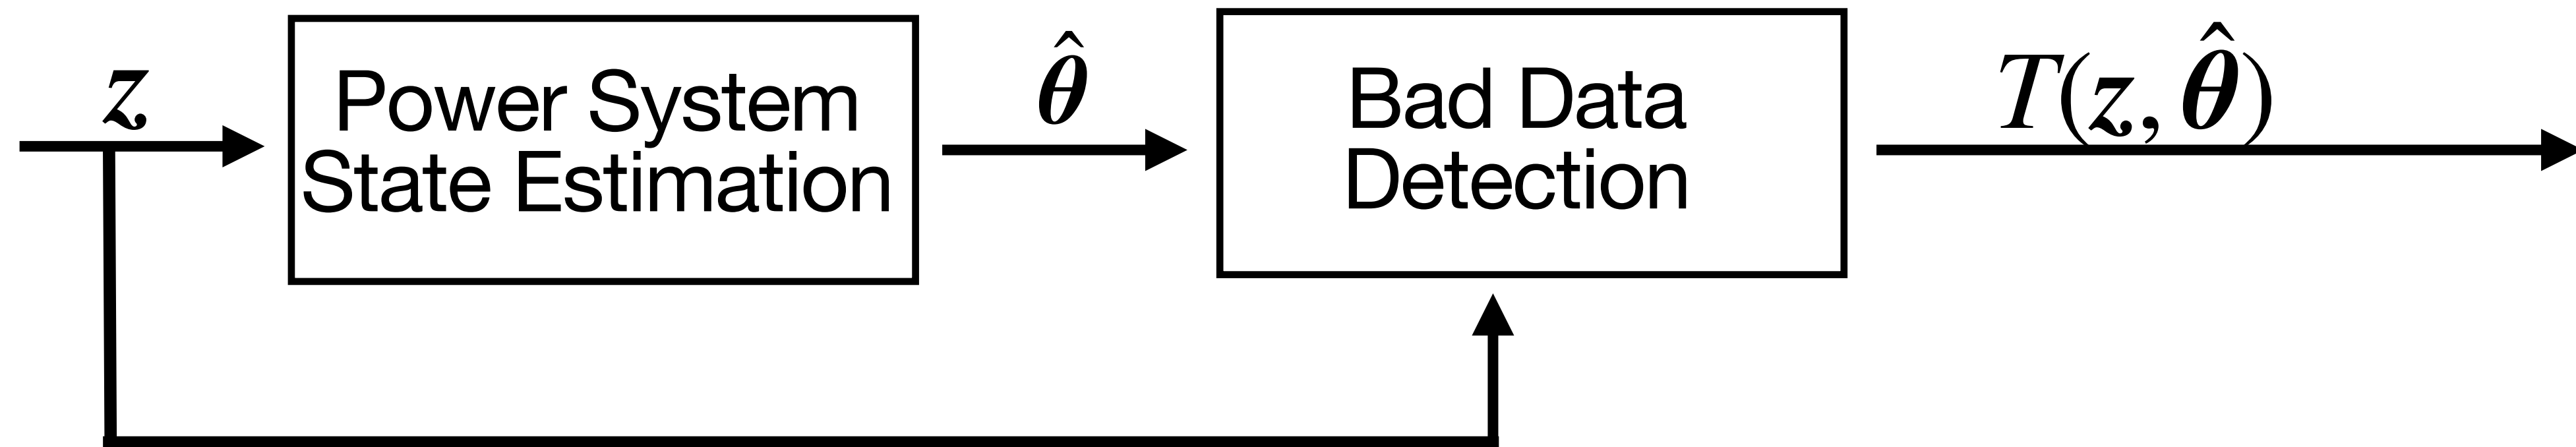 z
Power System
State Estimation
θ̂
Bad Data
Detection
T(z, θ̂)